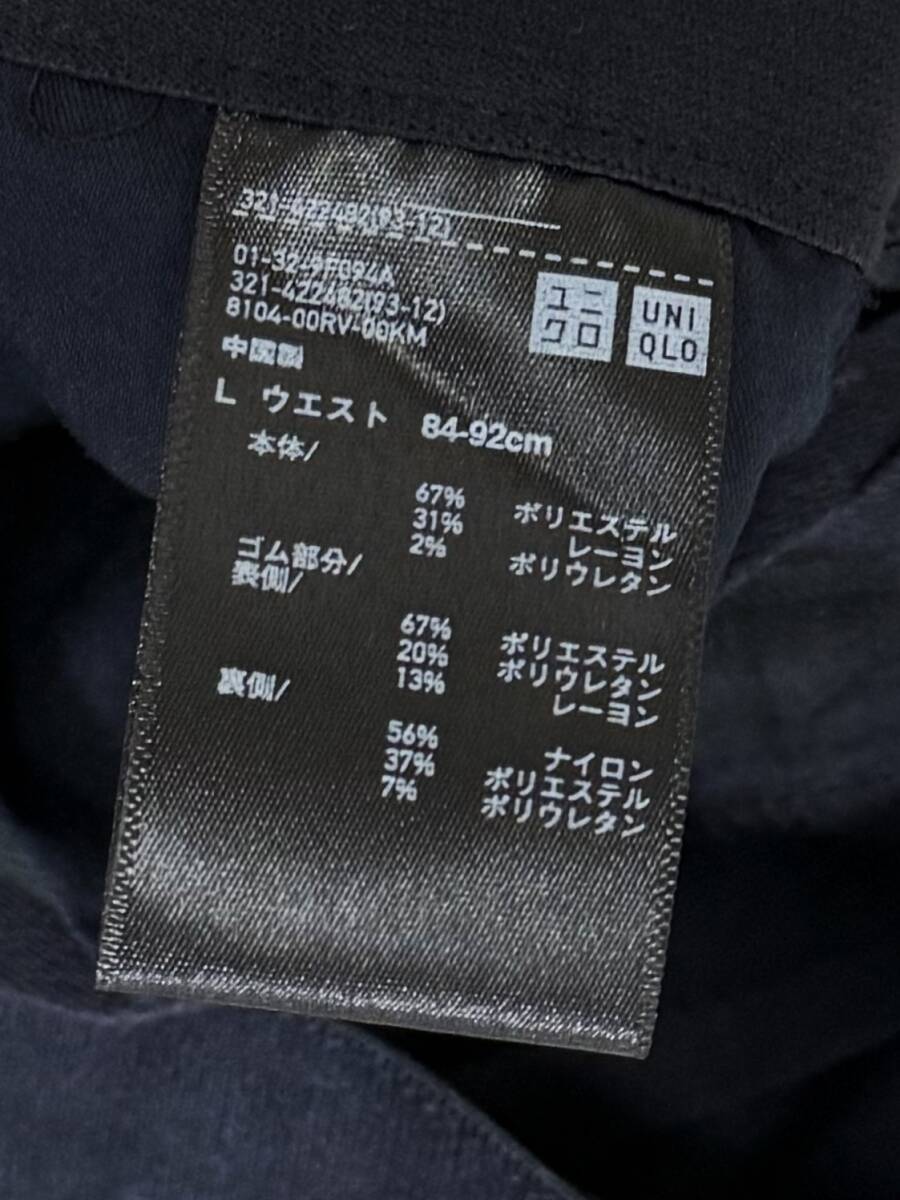 321-422482(93-12)
01-3249F094A
321-422482(93-12)
8104-00RV-00KM
ユニ
クロ
UNI
QLO
中国製
L ウエスト 84-92cm
本体/
67% ポリエステル
31% レーヨン
2% ポリウレタン
ゴム部分/
表側/
67% ポリエステル
20% ポリウレタン
13% レーヨン
裏側/
56% ナイロン
37% ポリエステル
7% ポリウレタン